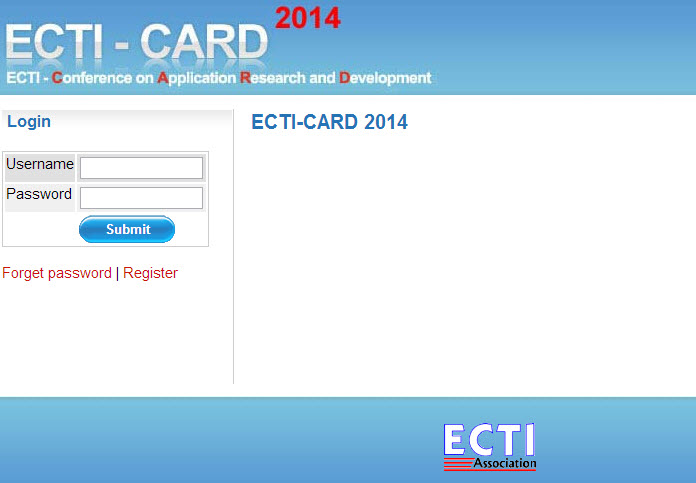 ECTI - CARD 2014
ECTI - Conference on Application Research and Development
Login
Username
Password
Submit
Forget password | Register
ECTI-CARD 2014
ECTI
Association